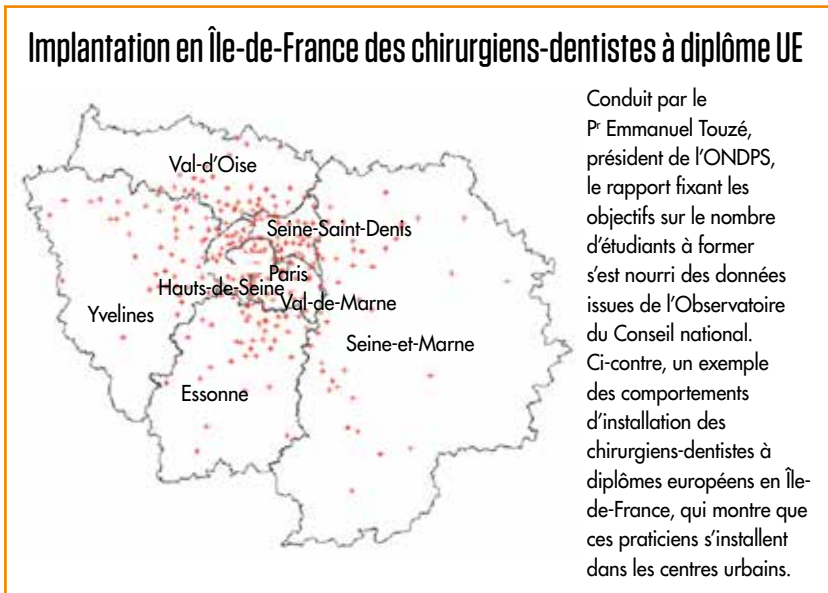 Implantation en Île-de-France des chirurgiens-dentistes à diplôme UE
Val-d'Oise
Seine-Saint-Denis
Paris
Hauts-de-Seine
Val-de-Marne
Yvelines
Seine-et-Marne
Essonne
Conduit par le
Pr Emmanuel Touzé,
président de l'ONDPS,
le rapport fixant les
objectifs sur le nombre
d'étudiants à former
s'est nourri des données
issues de l'Observatoire
du Conseil national.
Ci-contre, un exemple
des comportements
d'installation des
chirurgiens-dentistes à
diplômes européens en Île-
de-France, qui montre que
ces praticiens s'installent
dans les centres urbains.